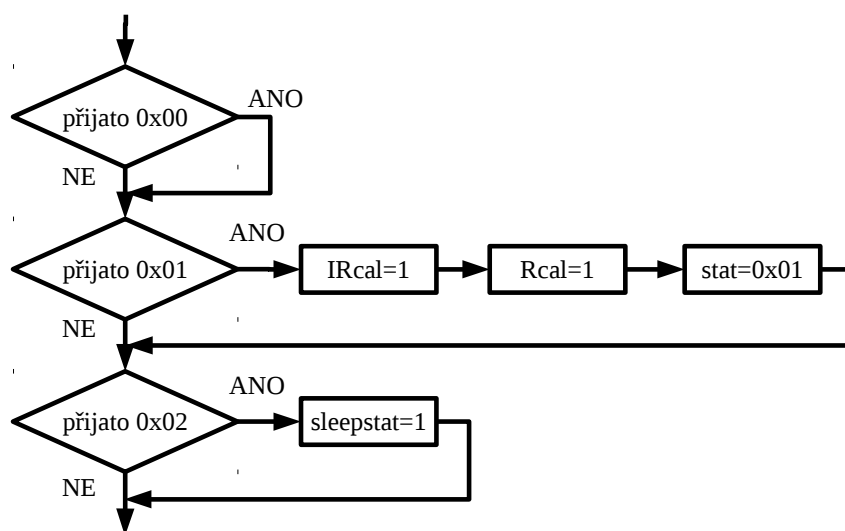 přijato 0x00
ANO
NE
přijato 0x01
ANO
IRcal=1
Rcal=1
stat=0x01
NE
přijato 0x02
ANO
sleepstat=1
NE